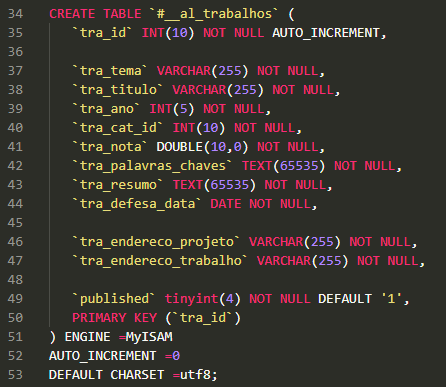 34 CREATE TABLE `#__al_trabalhos` (
35 `tra_id` INT(10) NOT NULL AUTO_INCREMENT,
36
37 `tra_tema` VARCHAR(255) NOT NULL,
38 `tra_titulo` VARCHAR(255) NOT NULL,
39 `tra_ano` INT(5) NOT NULL,
40 `tra_cat_id` INT(10) NOT NULL,
41 `tra_nota` DOUBLE(10,0) NOT NULL,
42 `tra_palavras_chaves` TEXT(65535) NOT NULL,
43 `tra_resumo` TEXT(65535) NOT NULL,
44 `tra_defesa_data` DATE NOT NULL,
45
46 `tra_endereco_projeto` VARCHAR(255) NOT NULL,
47 `tra_endereco_trabalho` VARCHAR(255) NOT NULL,
48
49 `published` tinyint(4) NOT NULL DEFAULT '1',
50 PRIMARY KEY (`tra_id`)
51 ) ENGINE =MyISAM
52 AUTO_INCREMENT =0
53 DEFAULT CHARSET =utf8;